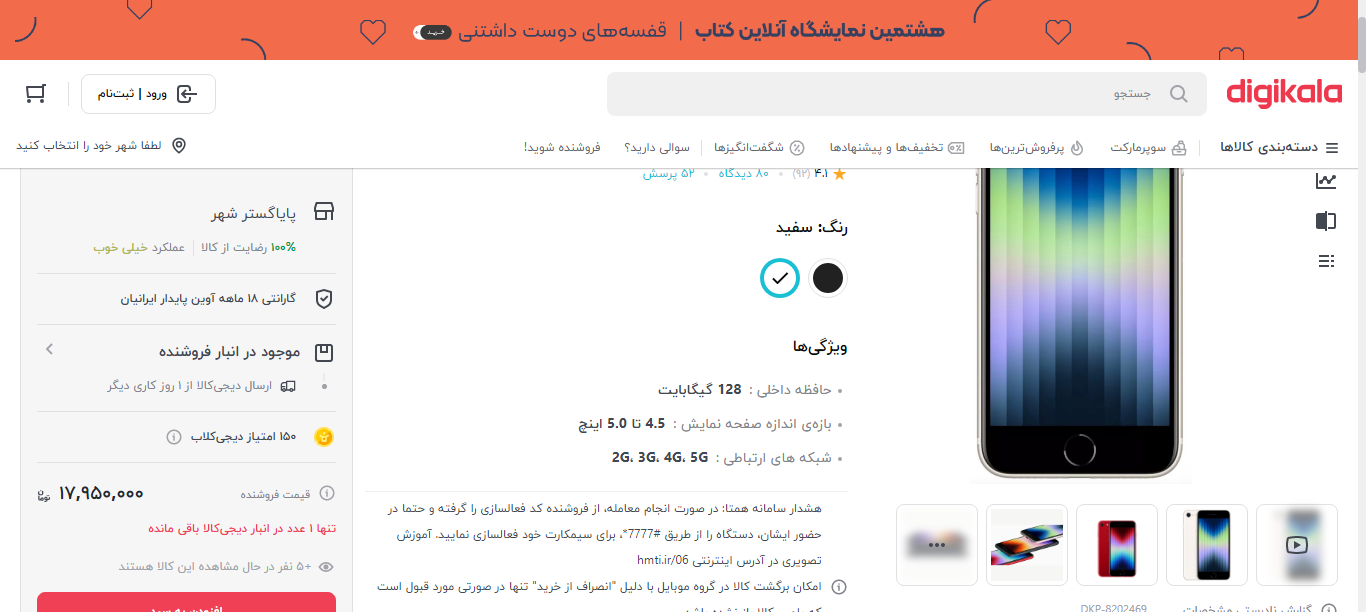 هشتمین نمایشگاه آنلاین کتاب | قفسه‌های دوست داشتنی خرید
digikala
جستجو
ورود | ثبت‌نام
دسته‌بندی کالاها
سوپرمارکت
پرفروش‌ترین‌ها
تخفیف‌ها و پیشنهادها
شگفت‌انگیزها
سوالی دارید؟
فروشنده شوید!
لطفا شهر خود را انتخاب کنید
۴.۱ (۹۲) • ۸۰ دیدگاه • ۵۲ پرسش
رنگ: سفید
ویژگی‌ها
• حافظه داخلی : 128 گیگابایت
• بازه‌ی اندازه صفحه نمایش : 4.5 تا 5.0 اینچ
• شبکه های ارتباطی : 2G، 3G، 4G، 5G
هشدار سامانه همتا: در صورت انجام معامله، از فروشنده کد فعالسازی را گرفته و حتما در
حضور ایشان، دستگاه را از طریق #7777*، برای سیمکارت خود فعالسازی نمایید. آموزش
تصویری در آدرس اینترنتی hmti.ir/06
امکان برگشت کالا در گروه موبایل با دلیل "انصراف از خرید" تنها در صورتی مورد قبول است
پایاگستر شهر
۱۰۰% رضایت از کالا | عملکرد خیلی خوب
گارانتی ۱۸ ماهه آوین پایدار ایرانیان
موجود در انبار فروشنده
ارسال دیجی‌کالا از ۱ روز کاری دیگر
۱۵۰ امتیاز دیجی‌کلاب
قیمت فروشنده
۱۷,۹۵۰,۰۰۰ تومان
تنها ۱ عدد در انبار دیجی‌کالا باقی مانده
۵+ نفر در حال مشاهده این کالا هستند
افزودن به سبد
گزارش نادرستی مشخصات
DKP-8202469